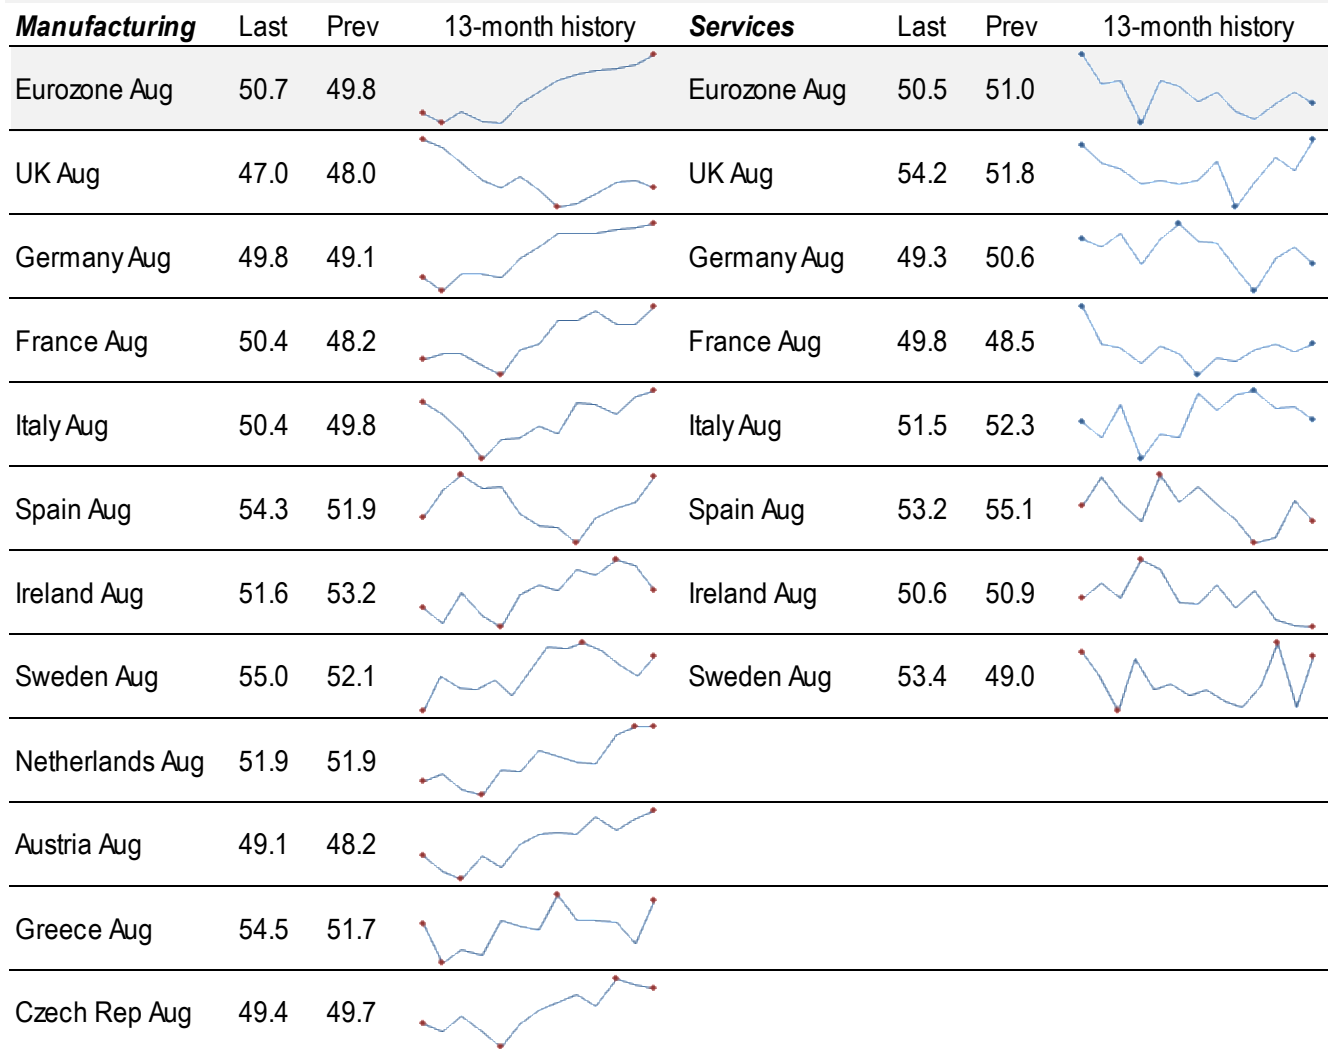 Manufacturing Last Prev 13-month history Services Last Prev 13-month history
Eurozone Aug 50.7 49.8 Eurozone Aug 50.5 51.0
UK Aug 47.0 48.0 UK Aug 54.2 51.8
Germany Aug 49.8 49.1 Germany Aug 49.3 50.6
France Aug 50.4 48.2 France Aug 49.8 48.5
Italy Aug 50.4 49.8 Italy Aug 51.5 52.3
Spain Aug 54.3 51.9 Spain Aug 53.2 55.1
Ireland Aug 51.6 53.2 Ireland Aug 50.6 50.9
Sweden Aug 55.0 52.1 Sweden Aug 53.4 49.0
Netherlands Aug 51.9 51.9
Austria Aug 49.1 48.2
Greece Aug 54.5 51.7
Czech Rep Aug 49.4 49.7